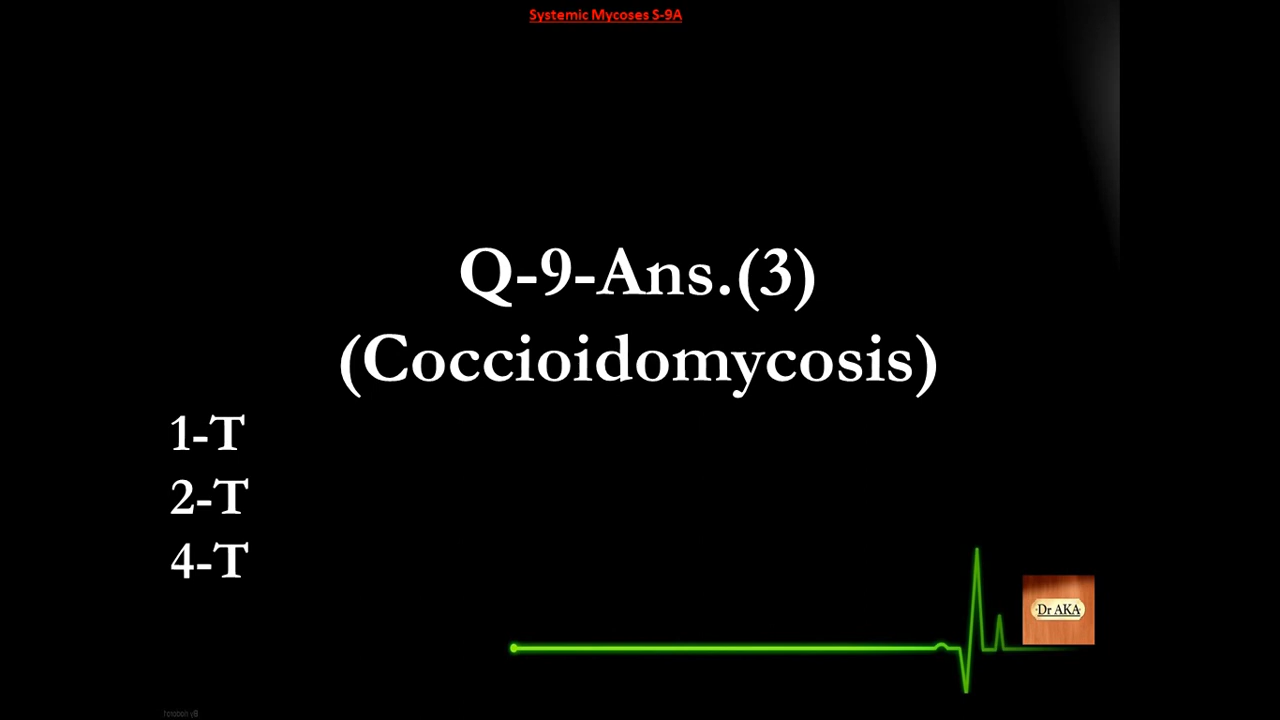 Systemic Mycoses S-9A
Q-9-Ans.(3)
(Coccioidomycosis)
1-T
2-T
4-T
Dr AKA